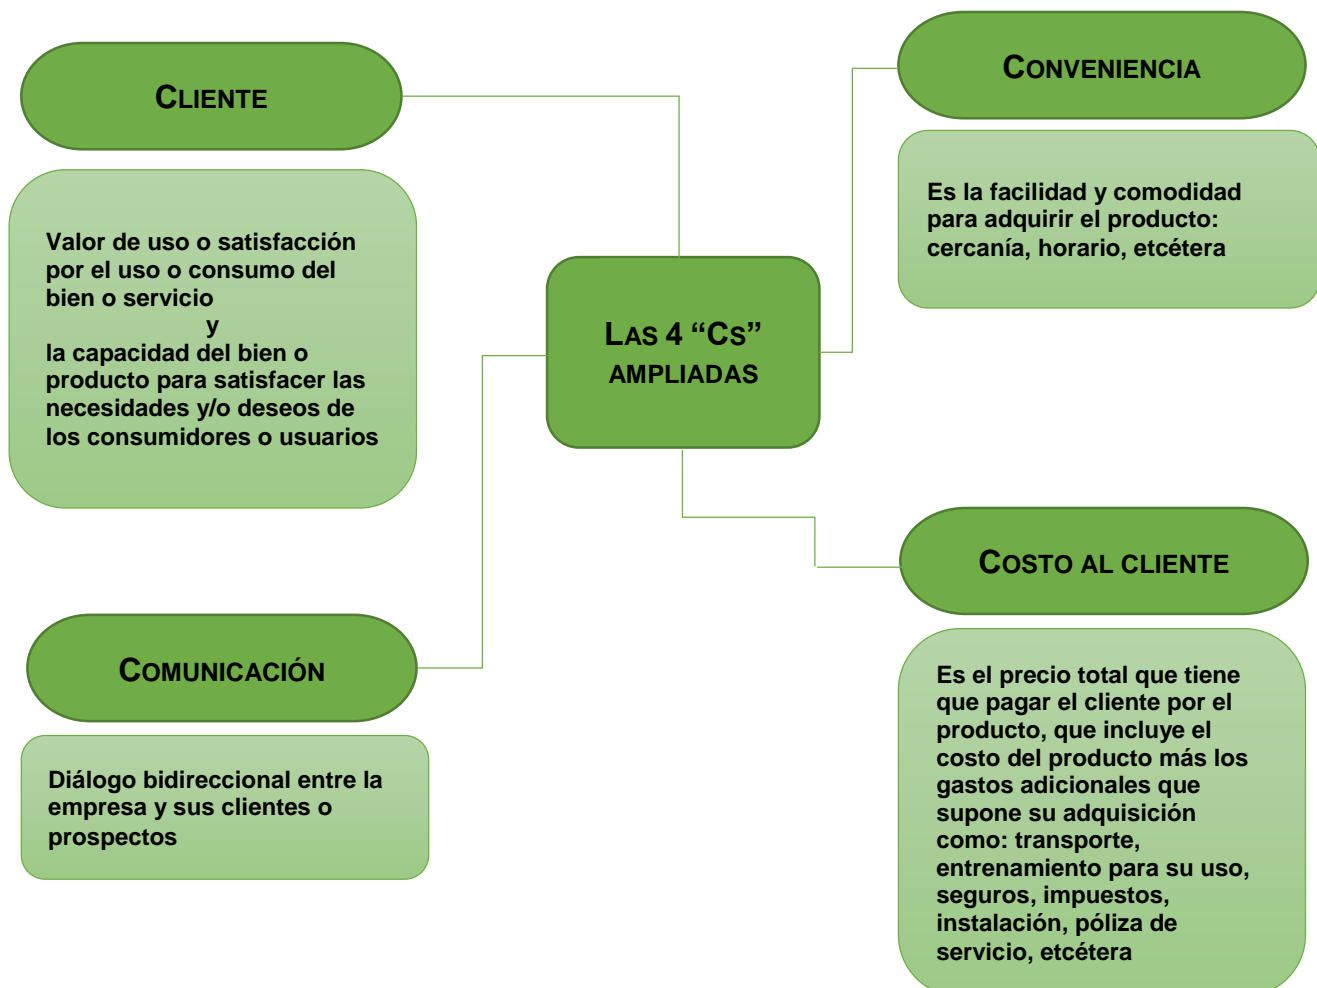 CLIENTE
Valor de uso o satisfacción
por el uso o consumo del
bien o servicio
y
la capacidad del bien o
producto para satisfacer las
necesidades y/o deseos de
los consumidores o usuarios
CONVENIENCIA
Es la facilidad y comodidad
para adquirir el producto:
cercanía, horario, etcétera
LAS 4 “CS”
AMPLIADAS
COMUNICACIÓN
Diálogo bidireccional entre la
empresa y sus clientes o
prospectos
COSTO AL CLIENTE
Es el precio total que tiene
que pagar el cliente por el
producto, que incluye el
costo del producto más los
gastos adicionales que
supone su adquisición
como: transporte,
entrenamiento para su uso,
seguros, impuestos,
instalación, póliza de
servicio, etcétera